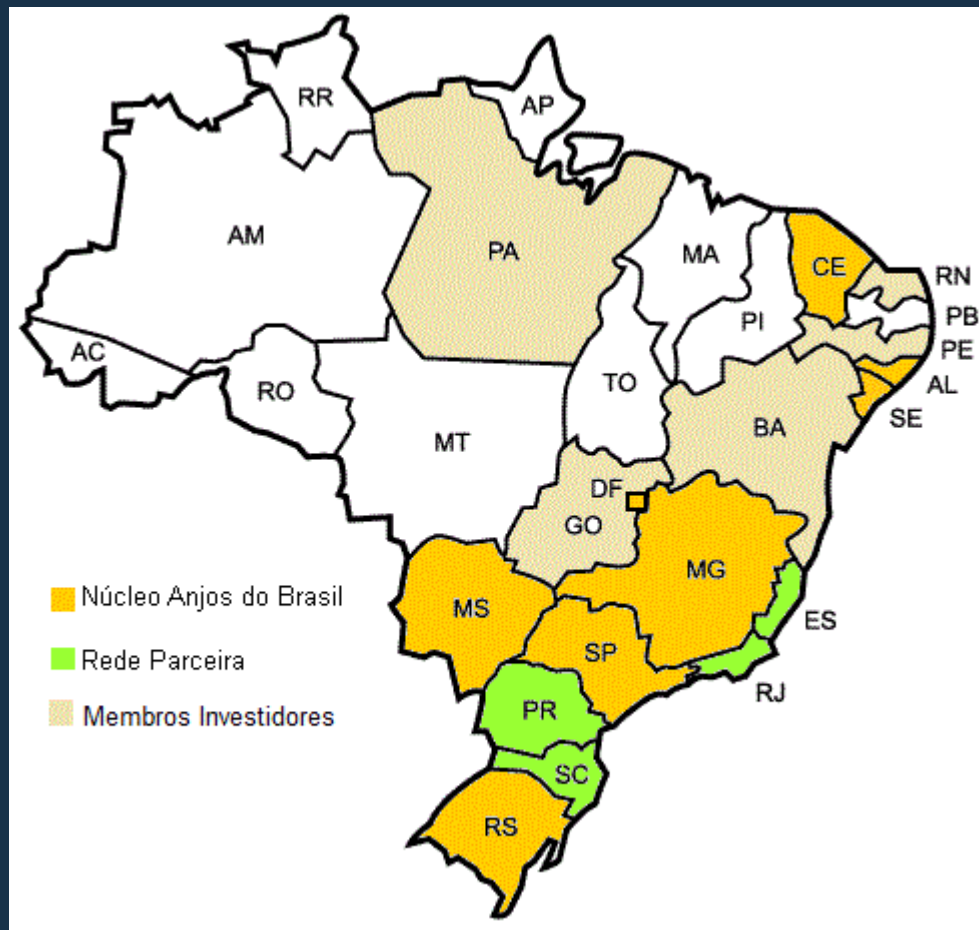 RR
AP
AM
PA
MA
CE
RN
PI
PB
PE
AC
TO
AL
RO
SE
BA
MT
DF
GO
MG
Núcleo Anjos do Brasil
MS
ES
SP
Rede Parceira
RJ
PR
Membros Investidores
SC
RS